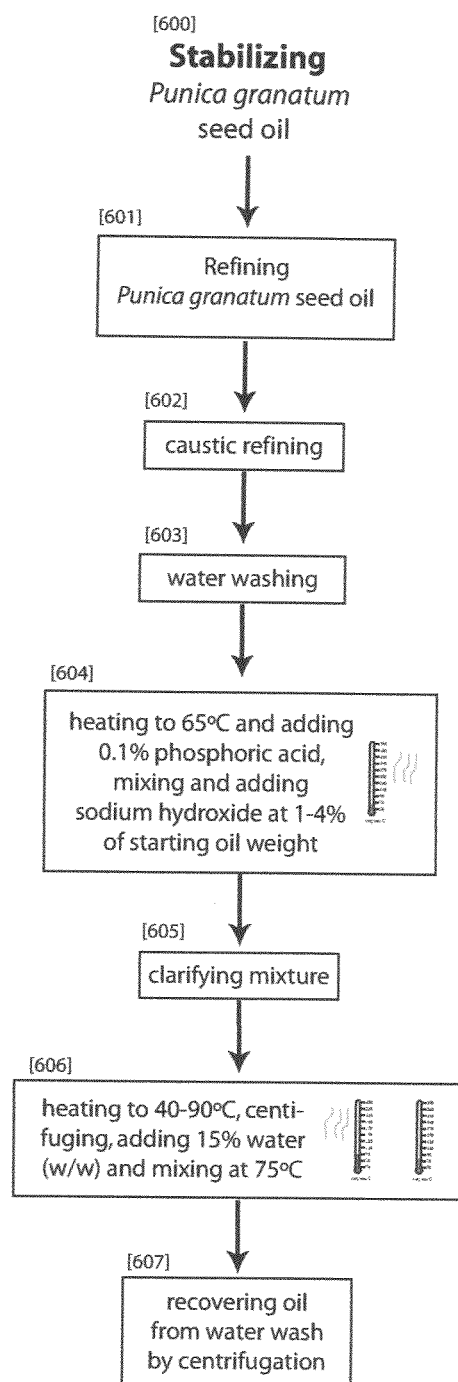 [600]
Stabilizing
Punica granatum
seed oil
[601]
Refining
Punica granatum seed oil
[602]
caustic refining
[603]
water washing
[604]
heating to 65ºC and adding
0.1% phosphoric acid,
mixing and adding
sodium hydroxide at 1-4%
of starting oil weight
[605]
clarifying mixture
[606]
heating to 40-90ºC, centi-
fuging, adding 15% water
(w/w) and mixing at 75ºC
[607]
recovering oil
from water wash
by centrifugation